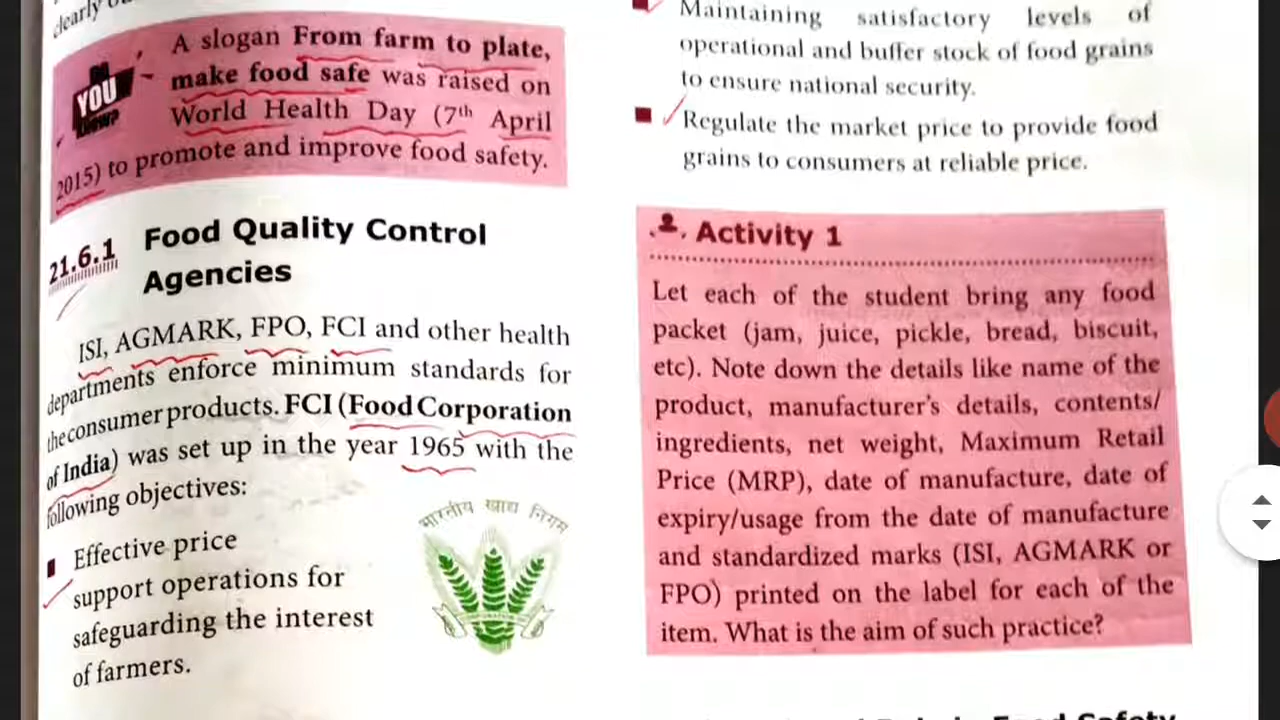 clearly
YOU
KNOW?
A slogan From farm to plate,
make food safe was raised on
World Health Day (7th April
2015) to promote and improve food safety.
21.6.1 Food Quality Control
Agencies
ISI, AGMARK, FPO, FCI and other health
departments enforce minimum standards for
the consumer products. FCI (Food Corporation
of India) was set up in the year 1965 with the
following objectives:
■ Effective price
support operations for
safeguarding the interest
of farmers.
भारतीय खाद्य निगम
■ Maintaining satisfactory levels of
operational and buffer stock of food grains
to ensure national security.
■ Regulate the market price to provide food
grains to consumers at reliable price.
Activity 1
Let each of the student bring any food
packet (jam, juice, pickle, bread, biscuit,
etc). Note down the details like name of the
product, manufacturer's details, contents/
ingredients, net weight, Maximum Retail
Price (MRP), date of manufacture, date of
expiry/usage from the date of manufacture
and standardized marks (ISI, AGMARK or
FPO) printed on the label for each of the
item. What is the aim of such practice?
Food Safety